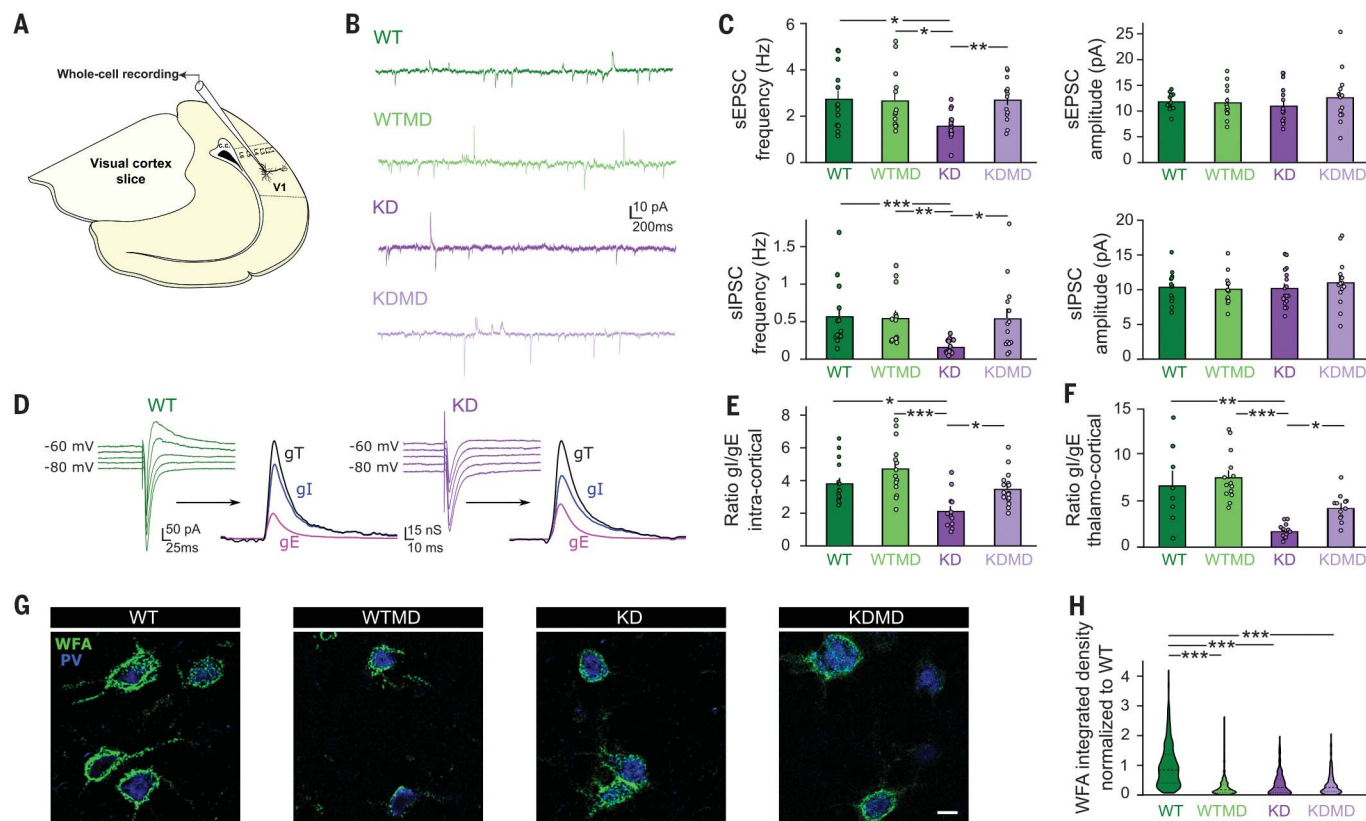 A
Whole-cell recording
Visual cortex
slice
c.c.
V1
B
WT
WTMD
KD
10 pA
200ms
KDMD
C
sEPSC
frequency (Hz)
6
4
2
0
*
*
**
WT
WTMD
KD
KDMD
sEPSC
amplitude (pA)
25
20
15
10
5
0
WT
WTMD
KD
KDMD
sIPSC
frequency (Hz)
1.5
1
0.5
0
***
**
*
WT
WTMD
KD
KDMD
sIPSC
amplitude (pA)
20
15
10
5
0
WT
WTMD
KD
KDMD
D
WT
-60 mV
-80 mV
50 pA
25ms
gT
gI
gE
KD
-60 mV
-80 mV
15 nS
10 ms
gT
gI
gE
E
Ratio gI/gE
intra-cortical
8
6
4
2
0
*
***
*
WT
WTMD
KD
KDMD
F
Ratio gI/gE
thalamo-cortical
15
10
5
0
**
***
*
WT
WTMD
KD
KDMD
G
WT
WTMD
KD
KDMD
WFA
PV
H
WFA integrated density
normalized to WT
4
3
2
1
0
***
***
***
WT
WTMD
KD
KDMD